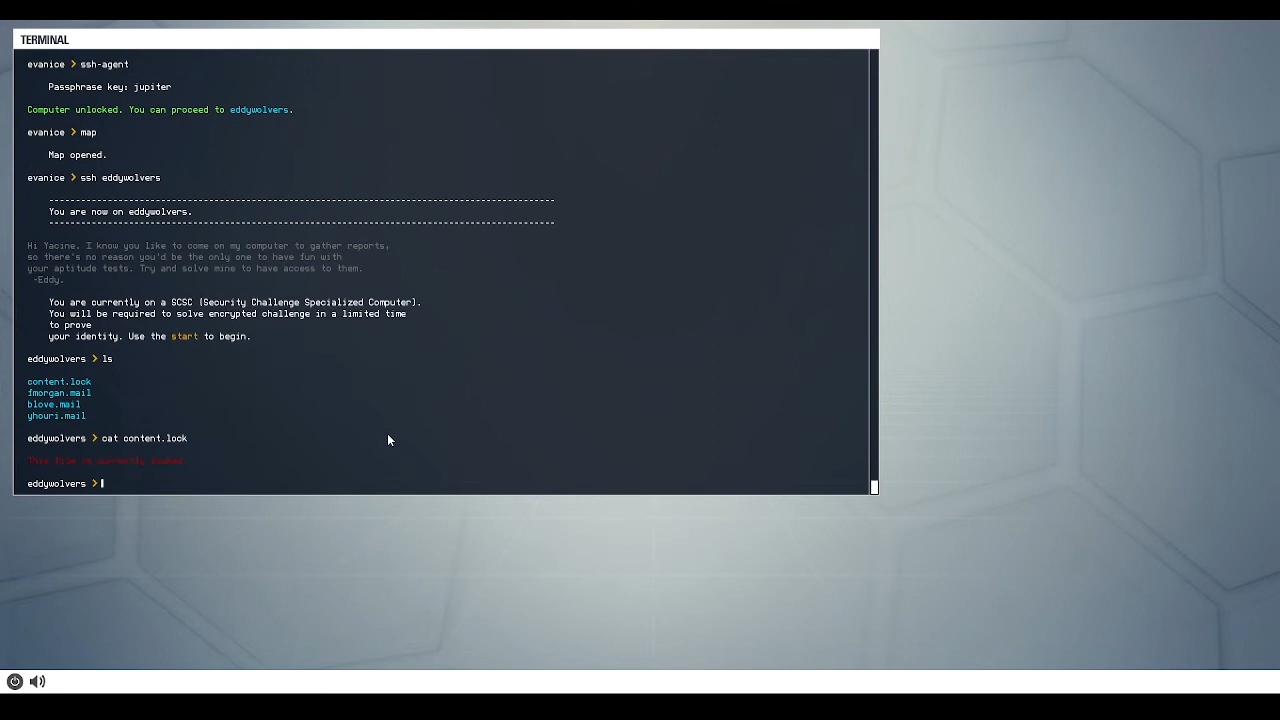 TERMINAL
evanice > ssh-agent
Passphrase key: jupiter
Computer unlocked. You can proceed to eddywolvers.
evanice > map
Map opened.
evanice > ssh eddywolvers
-----------------------------------------------------------------------------------------------
You are now on eddywolvers.
-----------------------------------------------------------------------------------------------
Hi Yacine. I know you like to come on my computer to gather reports,
so there's no reason you'd be the only one to have fun with
your aptitude tests. Try and solve mine to have access to them.
-Eddy.
You are currently on a SCSC (Security Challenge Specialized Computer).
You will be required to solve encrypted challenge in a limited time
to prove
your identity. Use the start to begin.
eddywolvers > ls
content.lock
fmorgan.mail
blove.mail
yhouri.mail
eddywolvers > cat content.lock
This file is currently locked
eddywolvers >